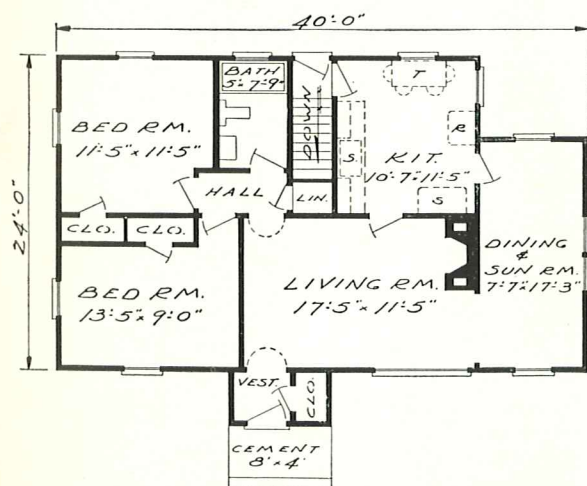 40'-0"
24'-0"
BED RM.
11'-5" x 11'-5"
BATH
5'-7'-9"
DOWN
T
R
S
KIT.
10'-7" 11'-5"
S
HALL
LIN.
CLO.
CLO.
BED RM.
13'-5" x 9'-0"
LIVING RM.
17'-5" x 11'-5"
DINING
&
SUN RM.
7'-7" x 17'-3"
VEST.
CLO.
CEMENT
8' x 4'